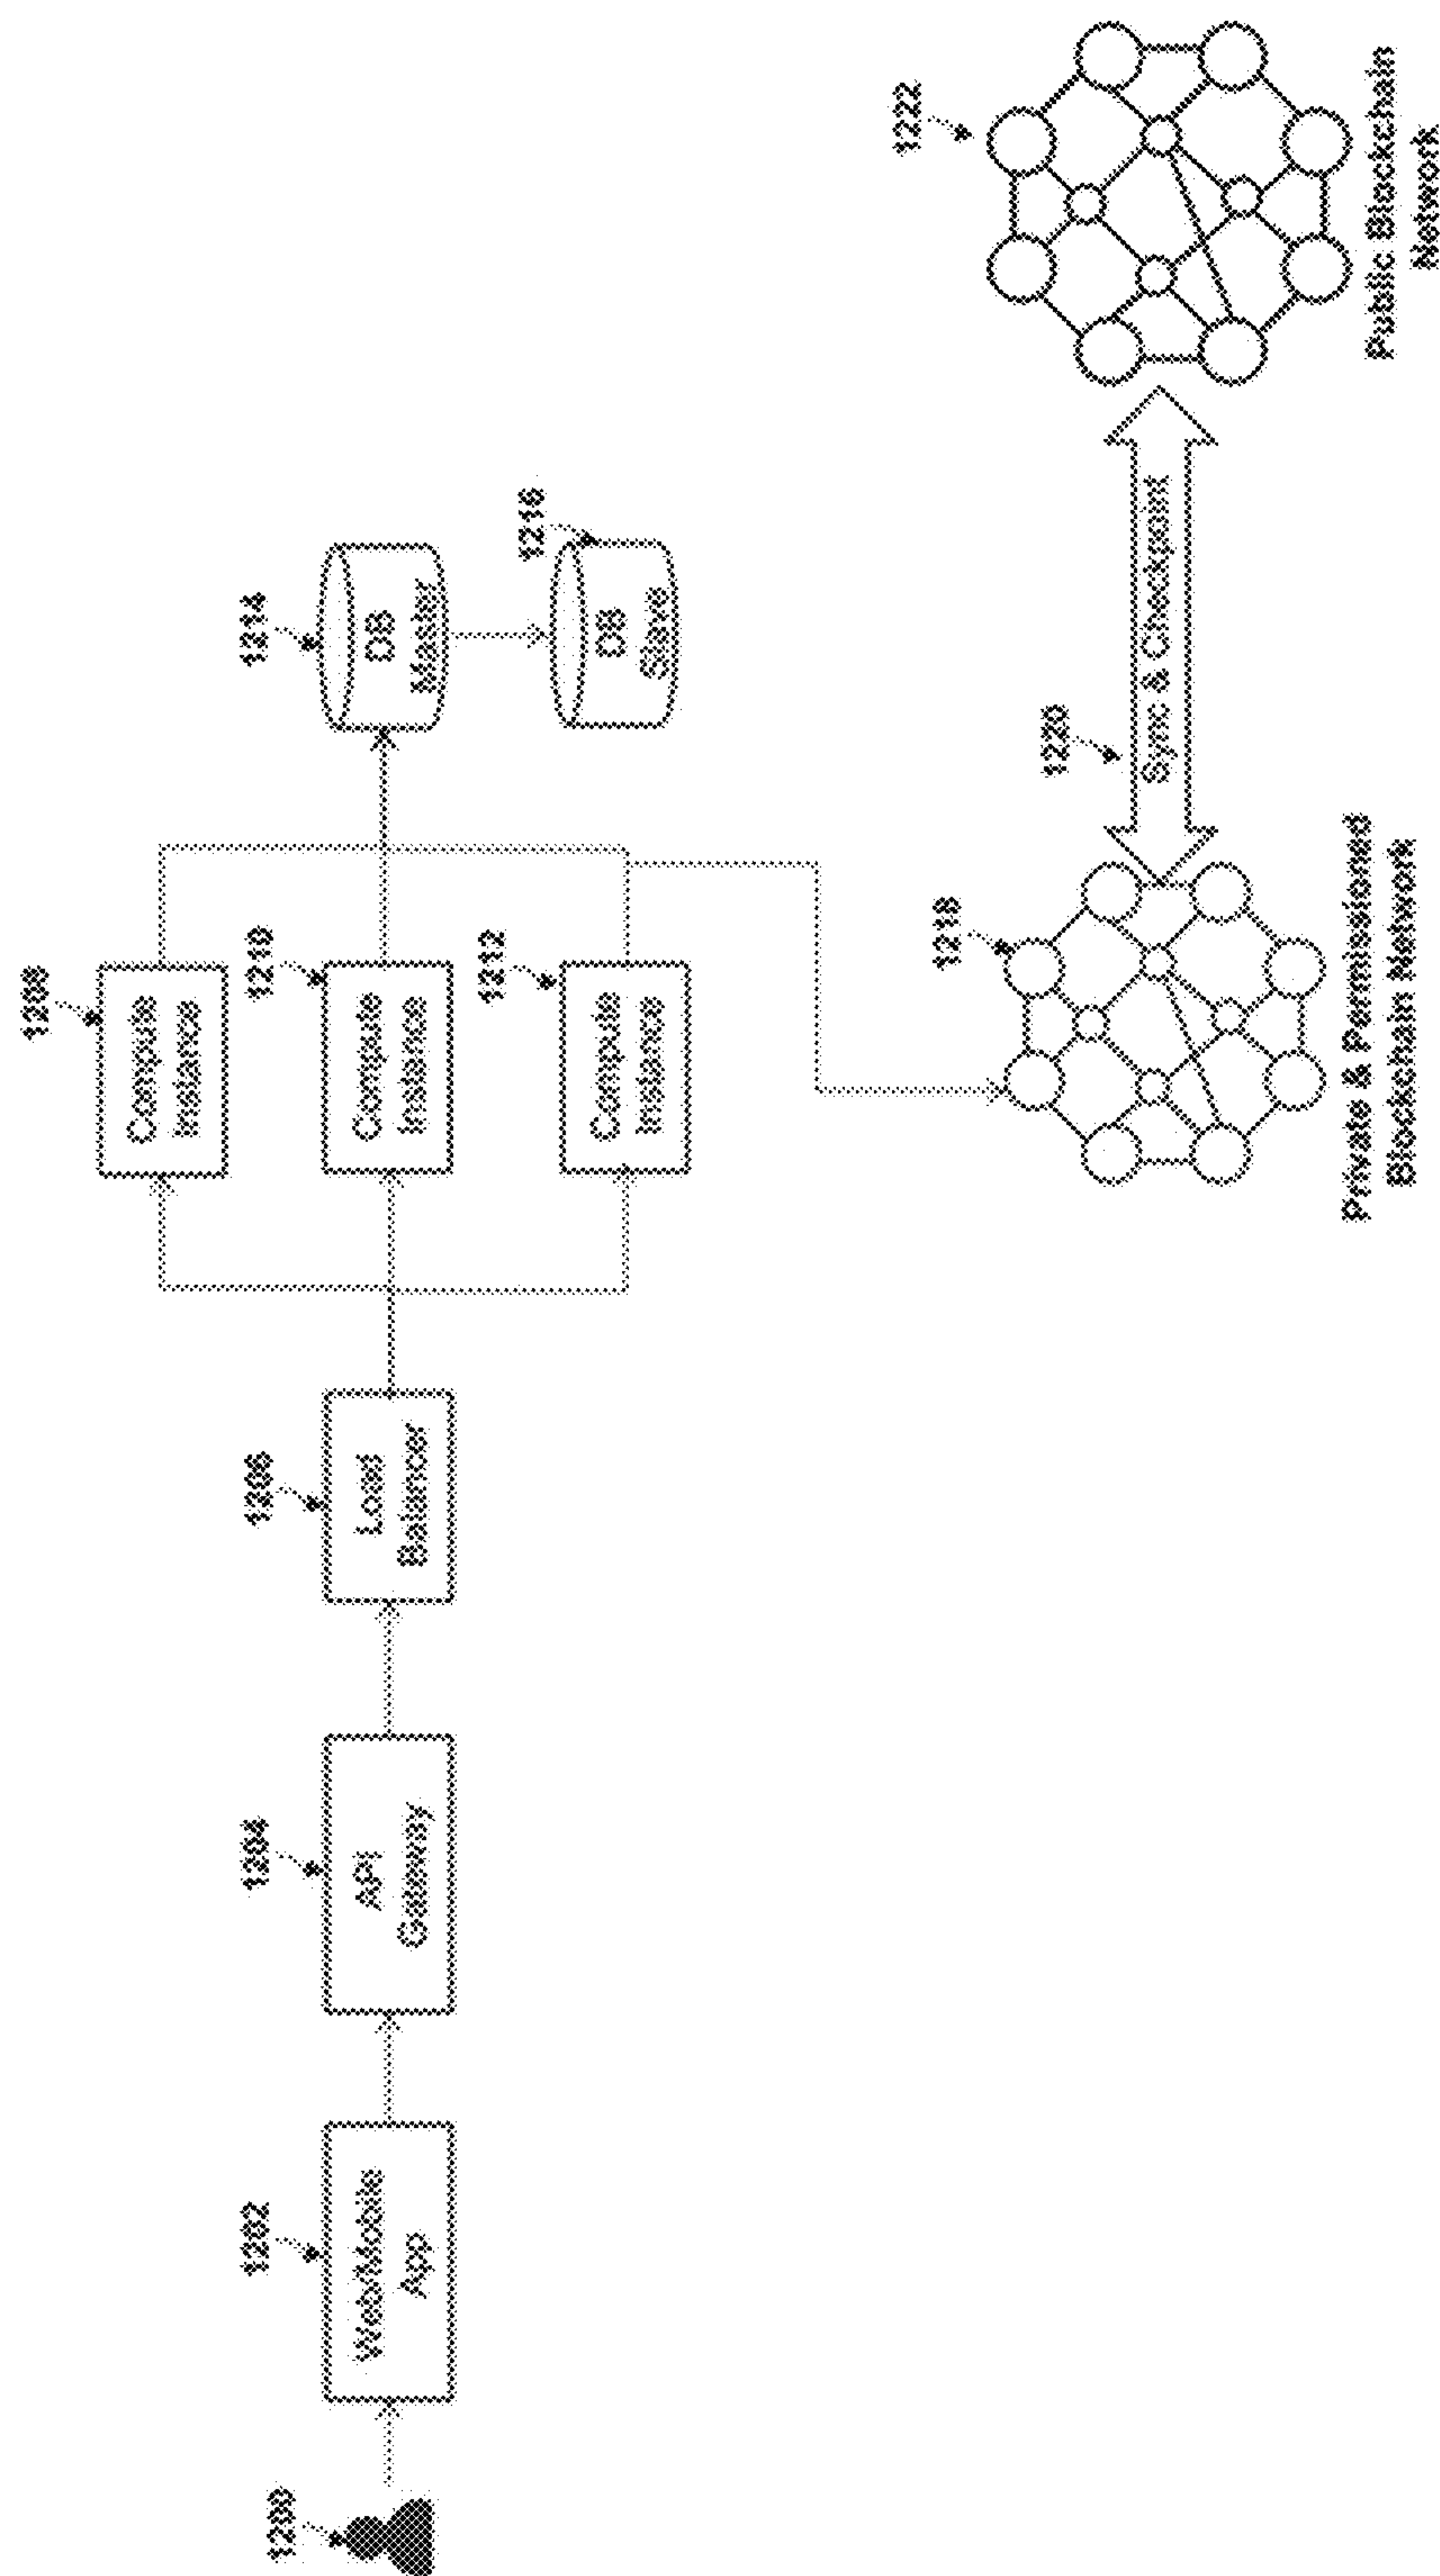 1200
1202
Web/Mobile
App
1204
API
Gateway
1206
Load
Balancer
1208
Compute
Instance
1210
Compute
Instance
1212
Compute
Instance
1214
DB
Master
1216
DB
Slave
1218
Private & Permissioned
Blockchain Network
1220
Sync & Checkpoint
1222
Public Blockchain
Network